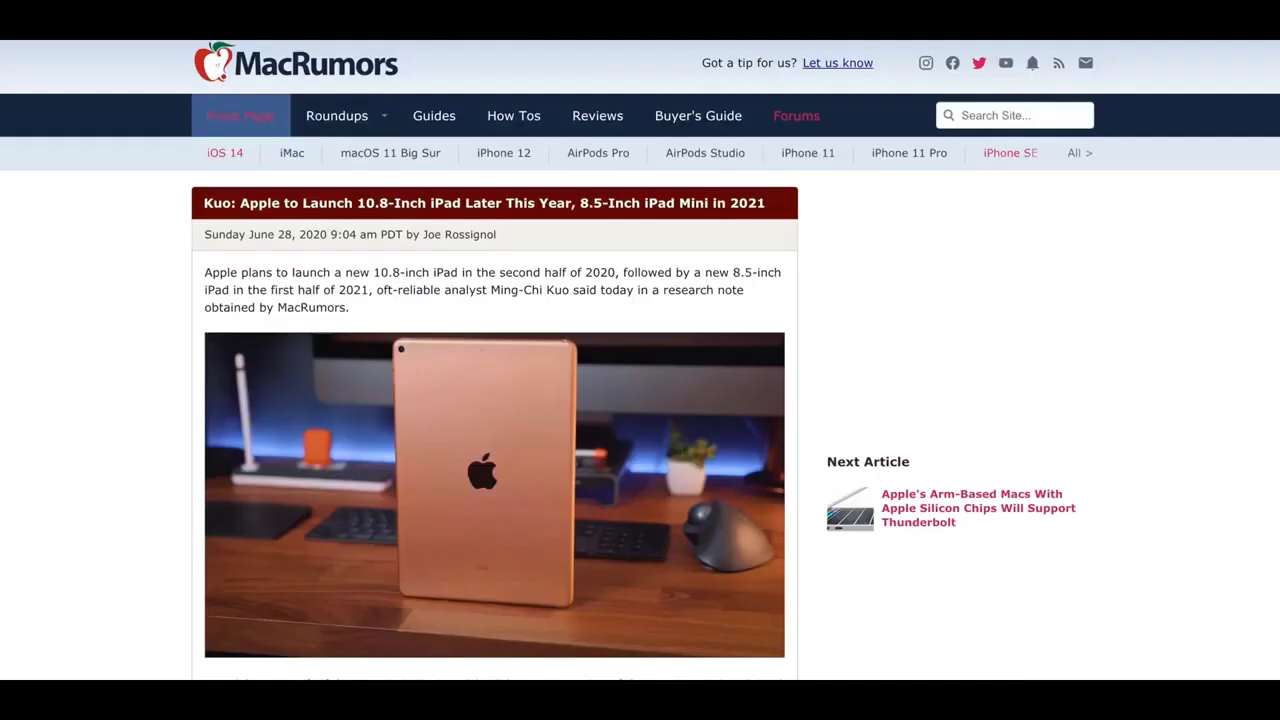 MacRumors
Got a tip for us? Let us know
Front Page Roundups Guides How Tos Reviews Buyer's Guide Forums Search Site...
iOS 14 iMac macOS 11 Big Sur iPhone 12 AirPods Pro AirPods Studio iPhone 11 iPhone 11 Pro iPhone SE All >
Kuo: Apple to Launch 10.8-Inch iPad Later This Year, 8.5-Inch iPad Mini in 2021
Sunday June 28, 2020 9:04 am PDT by Joe Rossignol
Apple plans to launch a new 10.8-inch iPad in the second half of 2020, followed by a new 8.5-inch
iPad in the first half of 2021, oft-reliable analyst Ming-Chi Kuo said today in a research note
obtained by MacRumors.
Next Article
Apple's Arm-Based Macs With
Apple Silicon Chips Will Support
Thunderbolt